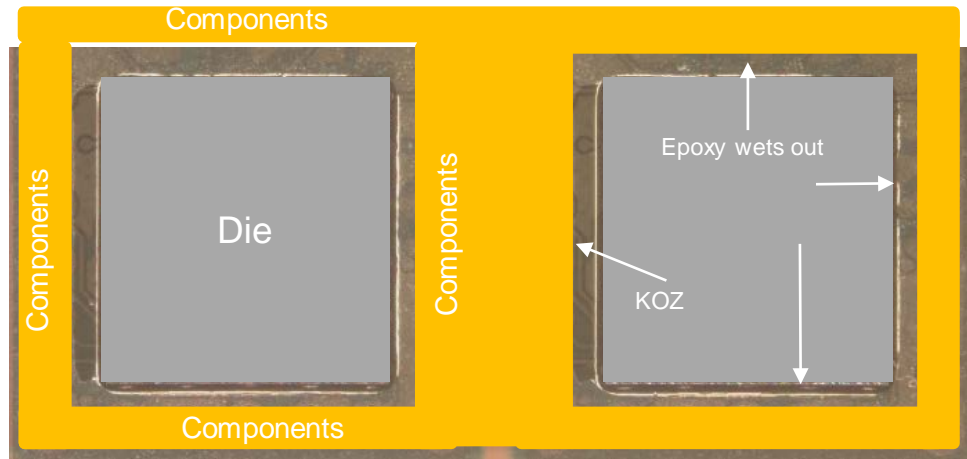 Components
Components
Die
Components
Components
Epoxy wets out
KOZ